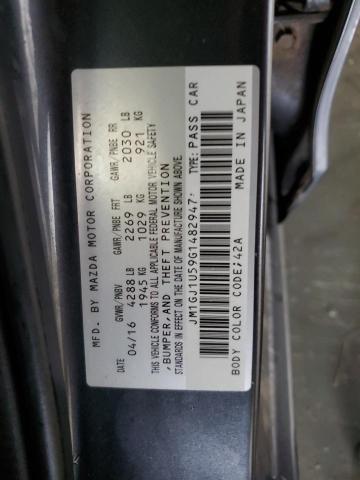 MFD. BY MAZDA MOTOR CORPORATION
DATE GVWR/PNBV GAWR/PNBE FRT GAWR/PNBE RR
04/16 4288 LB 2269 LB 2030 LB
1945 KG 1029 KG 921 KG
THIS VEHICLE CONFORMS TO ALL APPLICABLE FEDERAL MOTOR VEHICLE SAFETY
,BUMPER,AND THEFT PREVENTION
STANDARDS IN EFFECT ON THE DATE OF MANUFACTURE SHOWN ABOVE.
JM1GJ1U59G1482947 TYPE: PASS CAR
BODY COLOR CODE: 42A MADE IN JAPAN